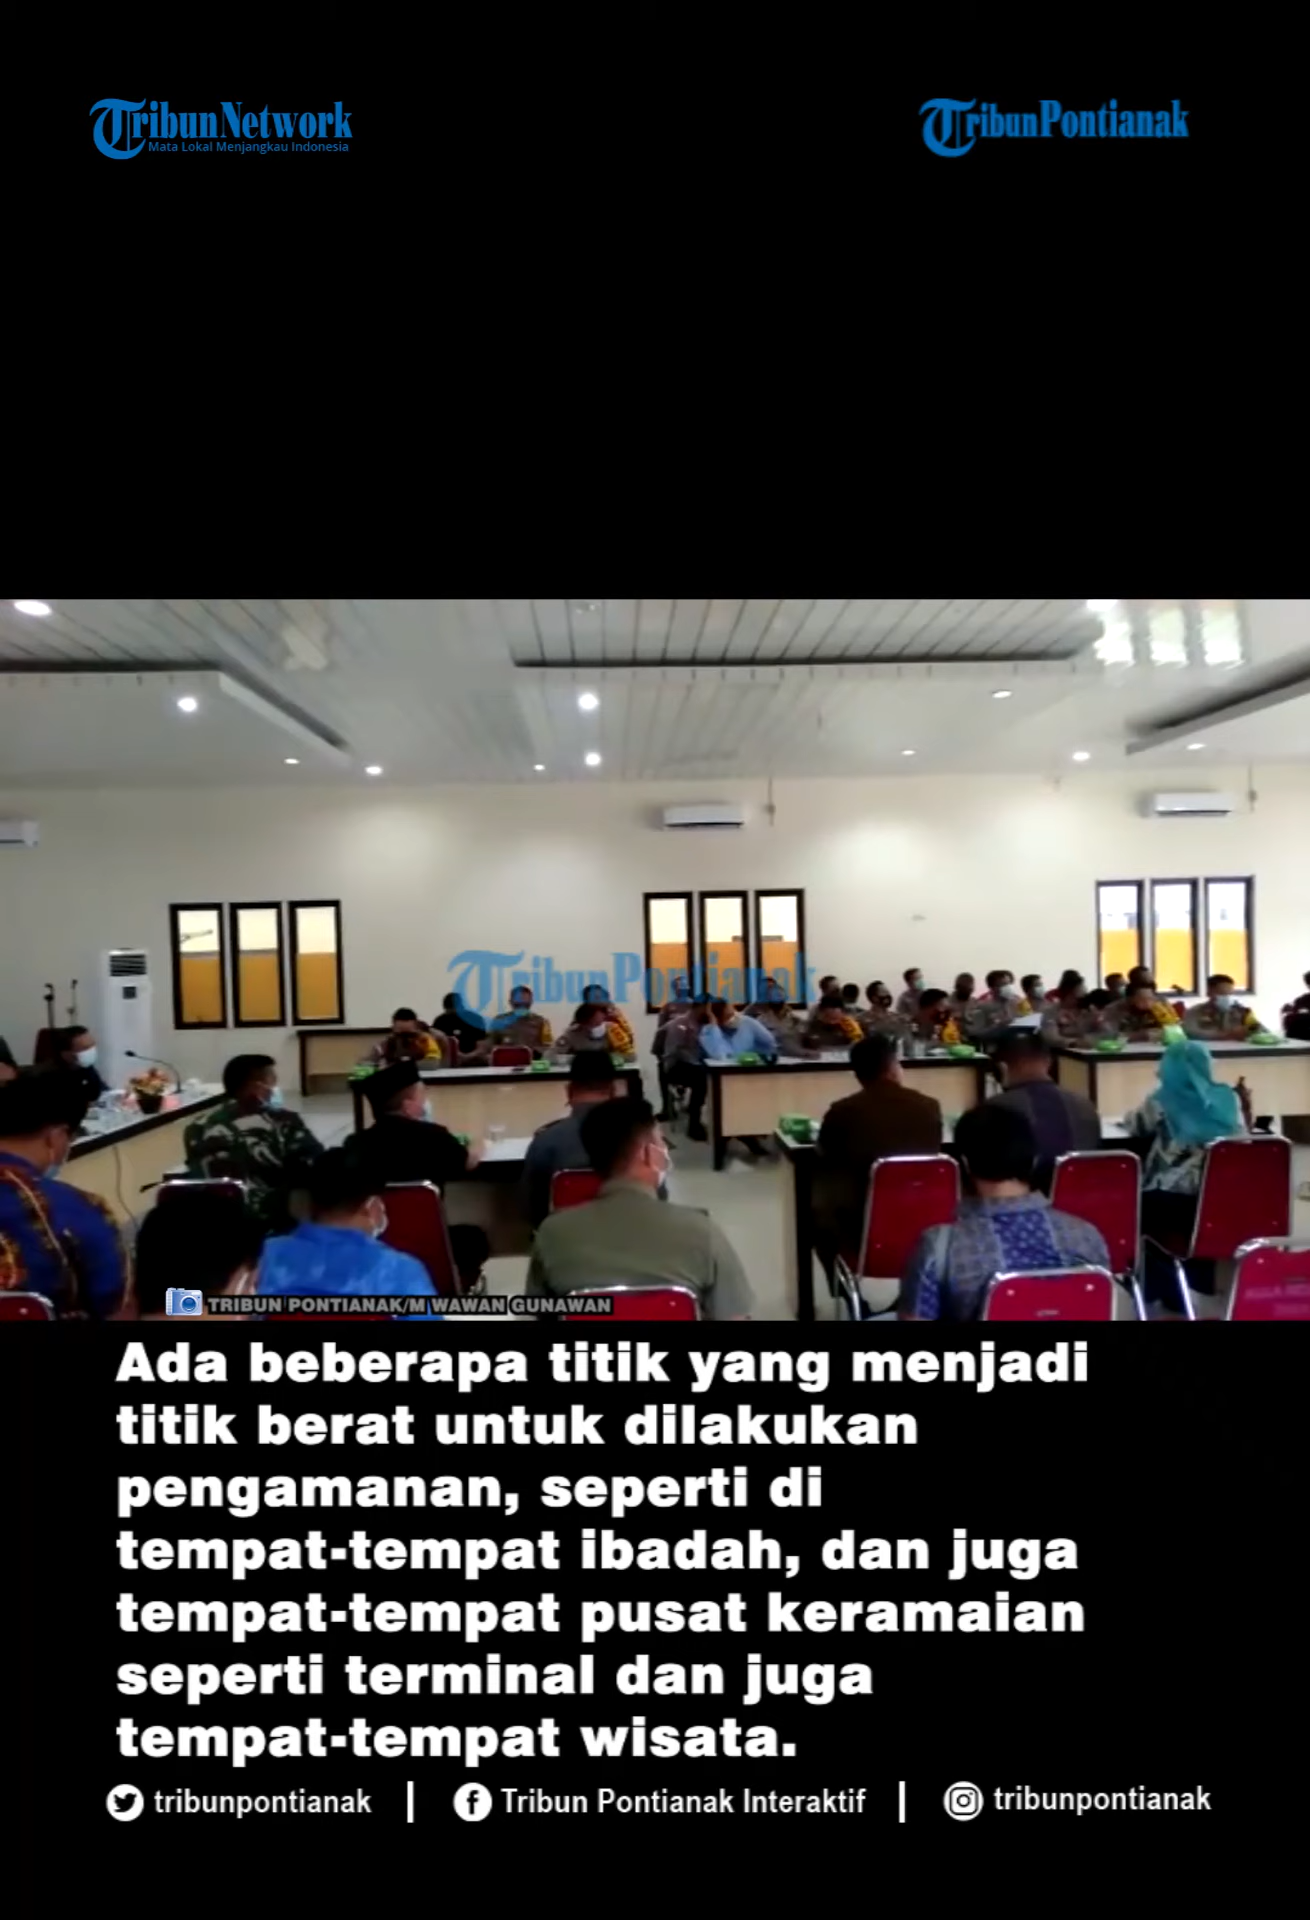 TribunNetwork
Mata Lokal Menjangkau Indonesia
TribunPontianak
TribunPontianak
TRIBUN PONTIANAK/M WAWAN GUNAWAN
Ada beberapa titik yang menjadi
titik berat untuk dilakukan
pengamanan, seperti di
tempat-tempat ibadah, dan juga
tempat-tempat pusat keramaian
seperti terminal dan juga
tempat-tempat wisata.
tribunpontianak | Tribun Pontianak Interaktif | tribunpontianak